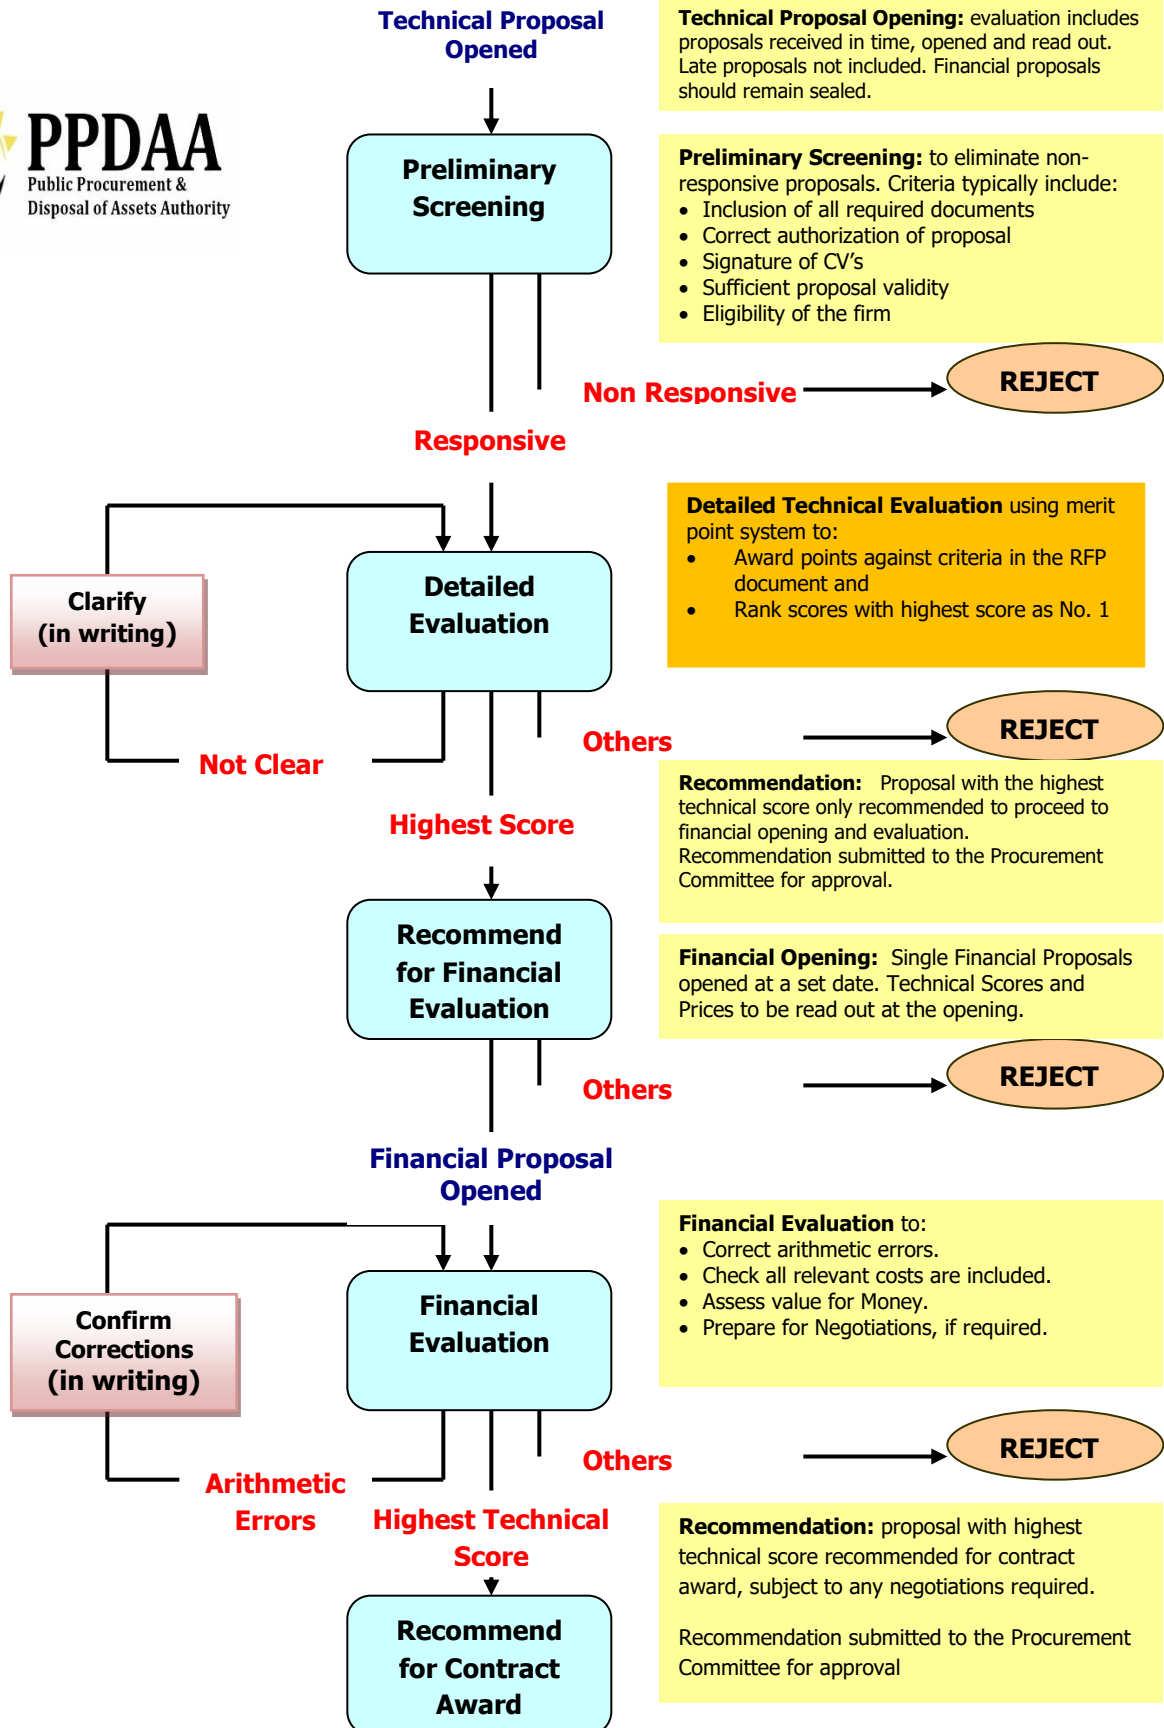 Technical Proposal
Opened
Technical Proposal Opening: evaluation includes
proposals received in time, opened and read out.
Late proposals not included. Financial proposals
should remain sealed.
PPDAA
Public Procurement &
Disposal of Assets Authority
Preliminary
Screening
Preliminary Screening: to eliminate non-
responsive proposals. Criteria typically include:
• Inclusion of all required documents
• Correct authorization of proposal
• Signature of CV’s
• Sufficient proposal validity
• Eligibility of the firm
Non Responsive
REJECT
Responsive
Detailed Technical Evaluation using merit
point system to:
• Award points against criteria in the RFP
document and
• Rank scores with highest score as No. 1
Clarify
(in writing)
Detailed
Evaluation
Others
REJECT
Not Clear
Highest Score
Recommendation: Proposal with the highest
technical score only recommended to proceed to
financial opening and evaluation.
Recommendation submitted to the Procurement
Committee for approval.
Recommend
for Financial
Evaluation
Financial Opening: Single Financial Proposals
opened at a set date. Technical Scores and
Prices to be read out at the opening.
Others
REJECT
Financial Proposal
Opened
Financial Evaluation to:
• Correct arithmetic errors.
• Check all relevant costs are included.
• Assess value for Money.
• Prepare for Negotiations, if required.
Confirm
Corrections
(in writing)
Financial
Evaluation
Others
REJECT
Arithmetic
Errors
Highest Technical
Score
Recommendation: proposal with highest
technical score recommended for contract
award, subject to any negotiations required.
Recommendation submitted to the Procurement
Committee for approval
Recommend
for Contract
Award